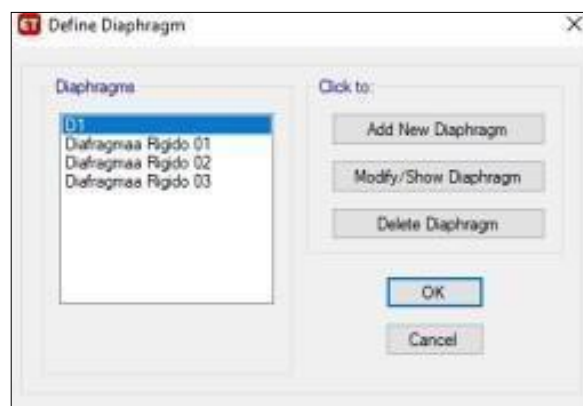 ET Define Diaphragm
Diaphragms
D1
Diafragmaa Rigido 01
Diafragmaa Rigido 02
Diafragmaa Rigido 03
Click to:
Add New Diaphragm
Modify/Show Diaphragm
Delete Diaphragm
OK
Cancel